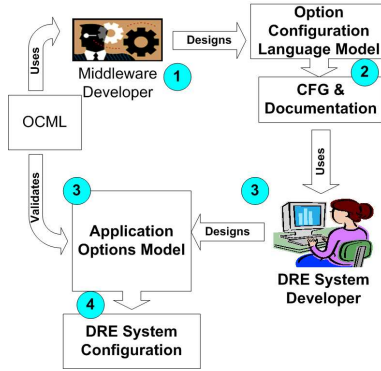 Option
Configuration
Language Model
Designs
Uses
Middleware
Developer
1
2
CFG &
Documentation
OCML
Uses
Validates
3
3
Application
Options Model
Designs
DRE System
Developer
4
DRE System
Configuration